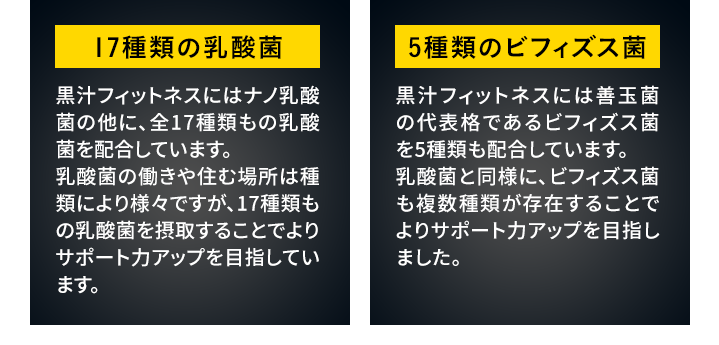 17種類の乳酸菌
黒汁フィットネスにはナノ乳酸
菌の他に、全17種類もの乳酸
菌を配合しています。
乳酸菌の働きや住む場所は種
類により様々ですが、17種類も
の乳酸菌を摂取することでより
サポート力アップを目指してい
ます。
5種類のビフィズス菌
黒汁フィットネスには善玉菌
の代表格であるビフィズス菌
を5種類も配合しています。
乳酸菌と同様に、ビフィズス菌
も複数種類が存在することで
よりサポート力アップを目指し
ました。